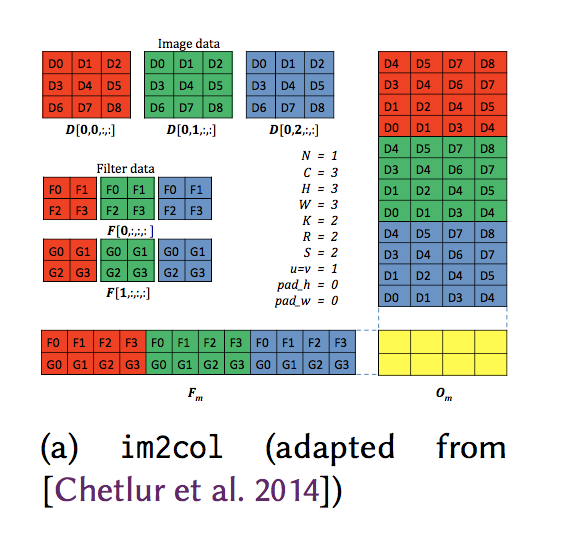 Image data
D0 D1 D2
D3 D4 D5
D6 D7 D8
D[0,0,:,:]
D0 D1 D2
D3 D4 D5
D6 D7 D8
D[0,1,:,:]
D0 D1 D2
D3 D4 D5
D6 D7 D8
D[0,2,:,:]
Filter data
F0 F1 F0 F1 F0 F1
F2 F3 F2 F3 F2 F3
F[0,:,:,: ]
G0 G1 G0 G1 G0 G1
G2 G3 G2 G3 G2 G3
F[1,:,:,:]
N = 1
C = 3
H = 3
W = 3
K = 2
R = 2
S = 2
u=v = 1
pad_h = 0
pad_w = 0
D4 D5 D7 D8
D3 D4 D6 D7
D1 D2 D4 D5
D0 D1 D3 D4
D4 D5 D7 D8
D3 D4 D6 D7
D1 D2 D4 D5
D0 D1 D3 D4
D4 D5 D7 D8
D3 D4 D6 D7
D1 D2 D4 D5
D0 D1 D3 D4
F0 F1 F2 F3 F0 F1 F2 F3 F0 F1 F2 F3
G0 G1 G2 G3 G0 G1 G2 G3 G0 G1 G2 G3
Fm
Om
(a) im2col (adapted from
[Chetlur et al. 2014])